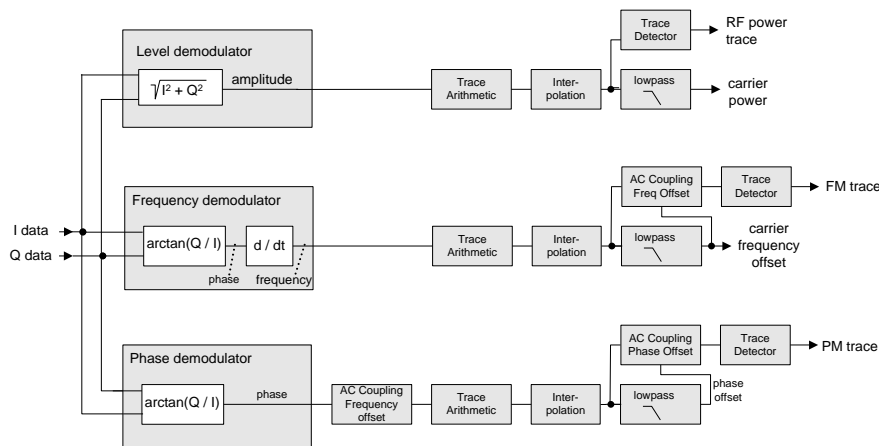 Level demodulator
√I² + Q²
amplitude
Trace
Arithmetic
Inter-
polation
Trace
Detector
RF power
trace
lowpass
carrier
power
I data
Q data
Frequency demodulator
arctan(Q / I)
d / dt
phase
frequency
Trace
Arithmetic
Inter-
polation
AC Coupling
Freq Offset
Trace
Detector
FM trace
lowpass
carrier
frequency
offset
Phase demodulator
arctan(Q / I)
phase
AC Coupling
Frequency
offset
Trace
Arithmetic
Inter-
polation
AC Coupling
Phase Offset
Trace
Detector
PM trace
lowpass
phase
offset